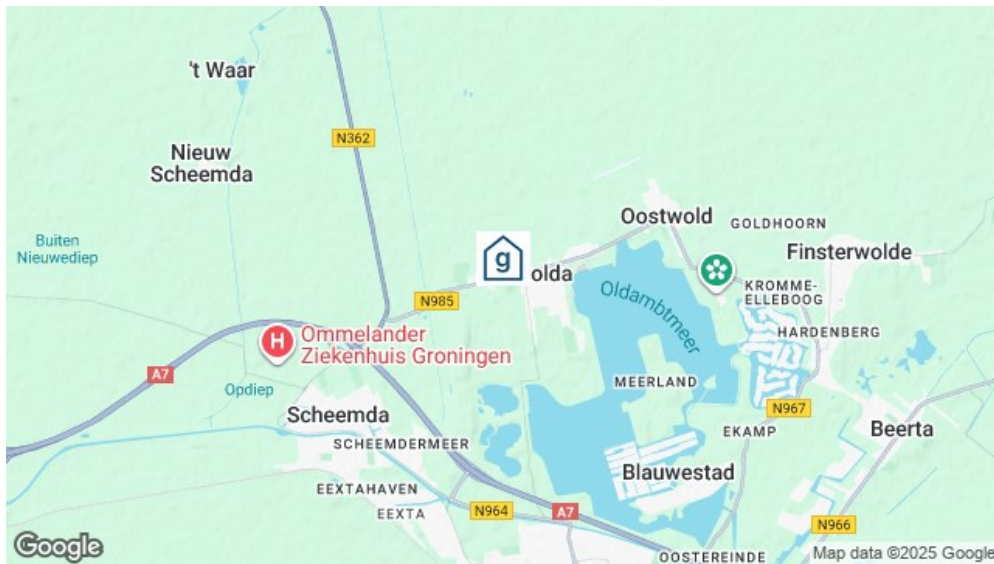 't Waar
N362
Nieuw
Scheemda
Oostwold
GOLDHOORN
Buiten
Nieuwediep
Finsterwolde
g
olda
KROMME-
ELLEBOOG
Oldambtmeer
N985
HARDENBERG
H
Ommelander
Ziekenhuis Groningen
A7
MEERLAND
Opdiep
N967
Scheemda
EKAMP
Beerta
SCHEEMDERMEER
Blauwestad
EEXTAHAVEN
EEXTA
N964
A7
N966
OOSTEREINDE
Google
Map data ©2025 Google